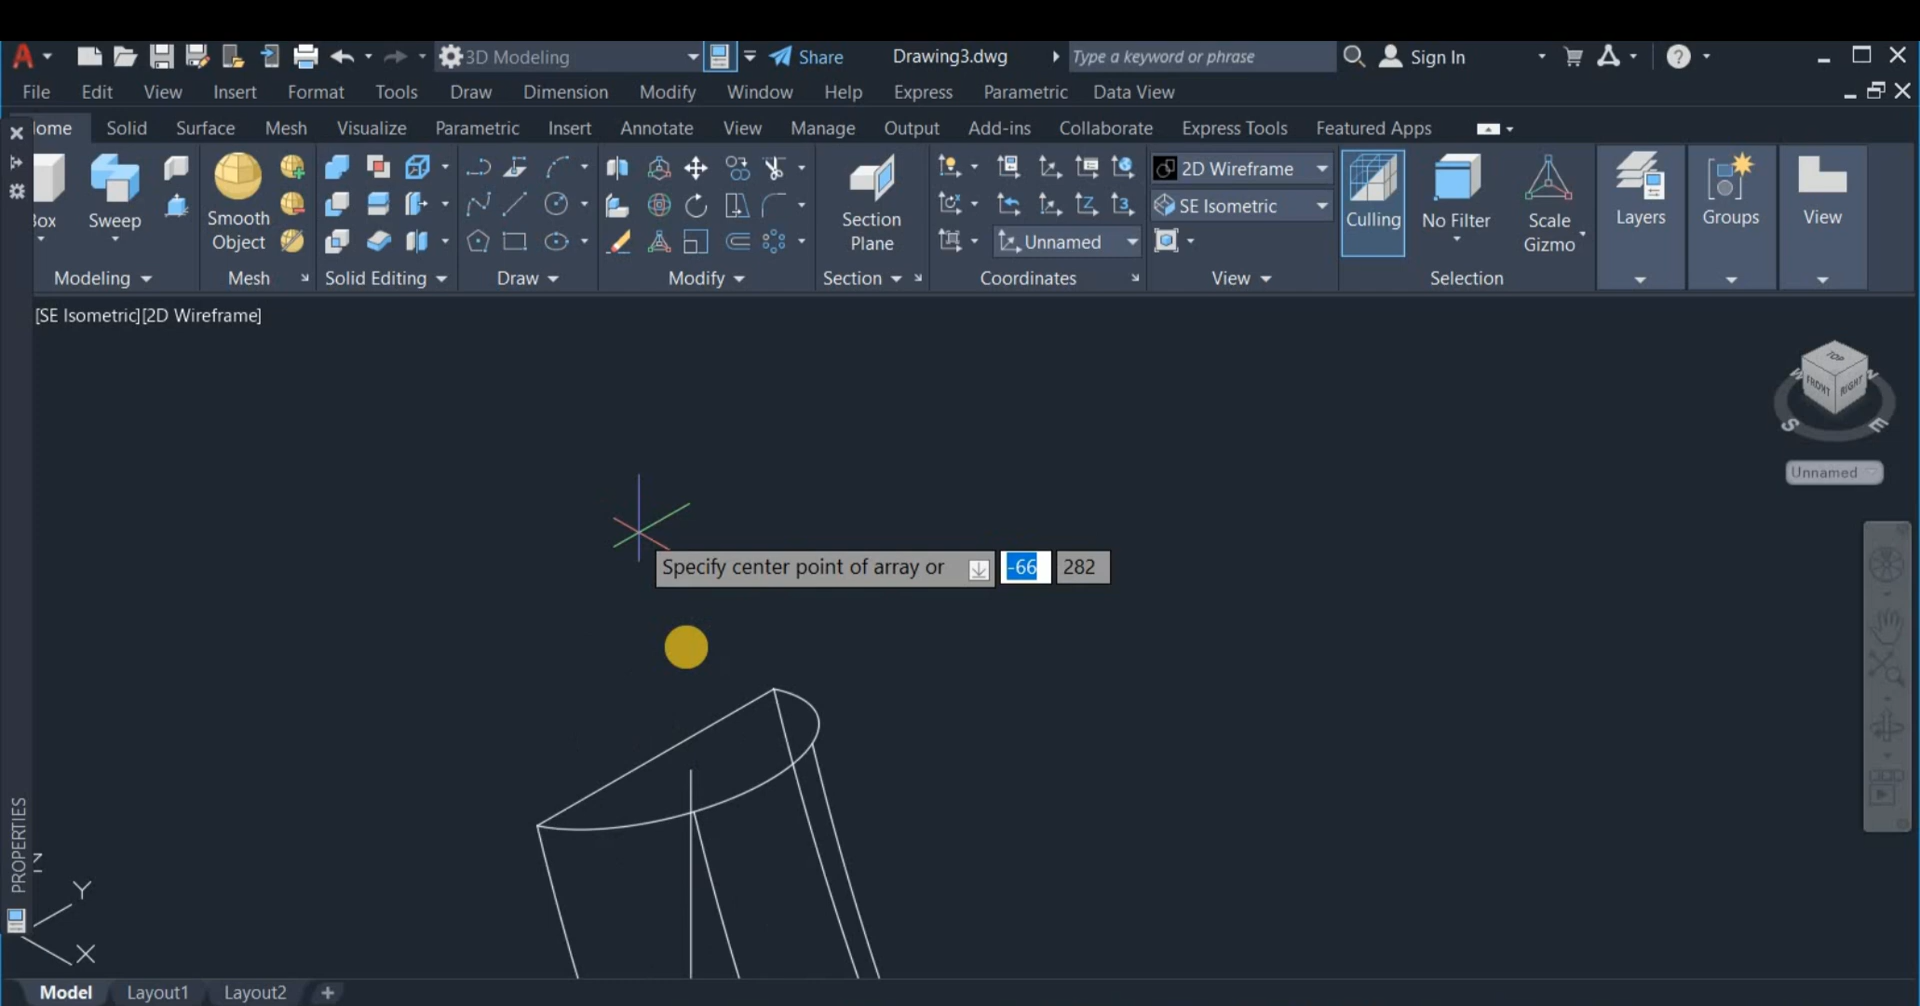 3D Modeling Share Drawing3.dwg Type a keyword or phrase Sign In
File Edit View Insert Format Tools Draw Dimension Modify Window Help Express Parametric Data View
ome Solid Surface Mesh Visualize Parametric Insert Annotate View Manage Output Add-ins Collaborate Express Tools Featured Apps
2D Wireframe
SE Isometric
Unnamed
ox
Sweep
Smooth
Object
Section
Plane
Culling
No Filter
Scale
Gizmo
Layers
Groups
View
Modeling Mesh Solid Editing Draw Modify Section Coordinates View Selection
[SE Isometric][2D Wireframe]
TOP
FRONT RIGHT
W N
S E
Unnamed
Specify center point of array or -66 282
PROPERTIES
Z
Y
X
Model Layout1 Layout2 +